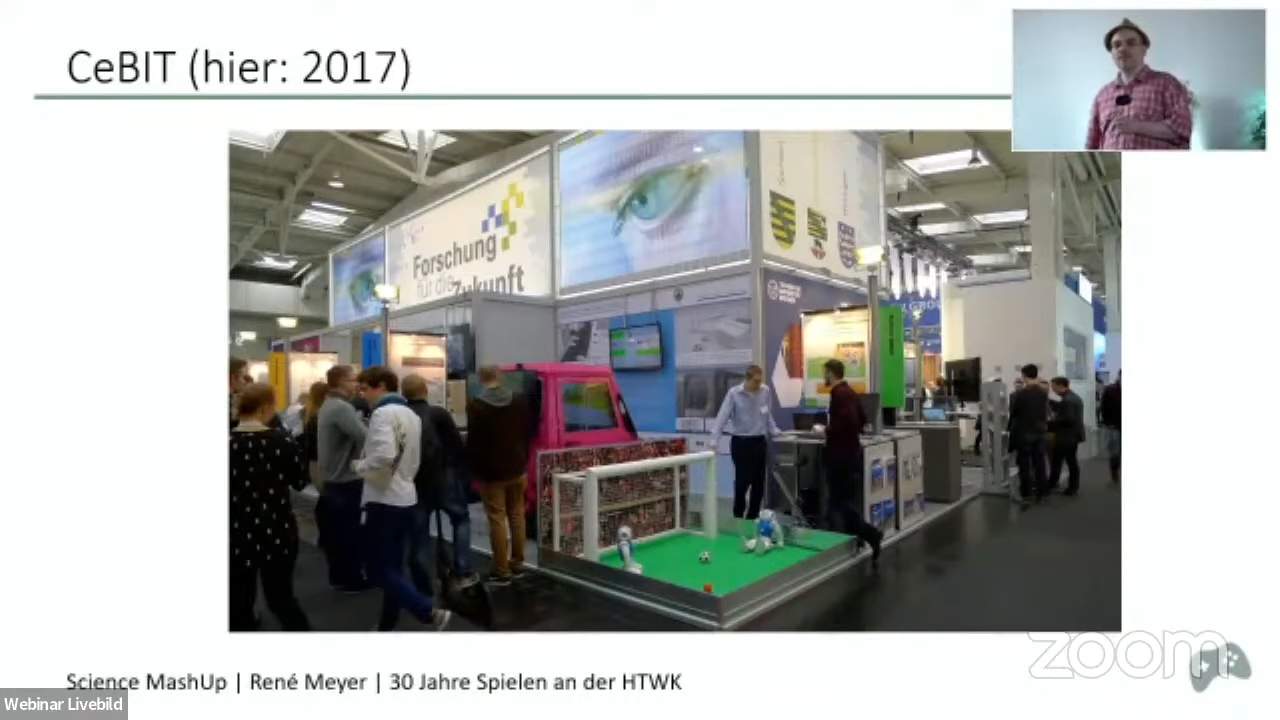 CeBIT (hier: 2017)
Forschung
für die
Zukunft
zoom
Science MashUp | René Meyer | 30 Jahre Spielen an der HTWK
Webinar Livebild